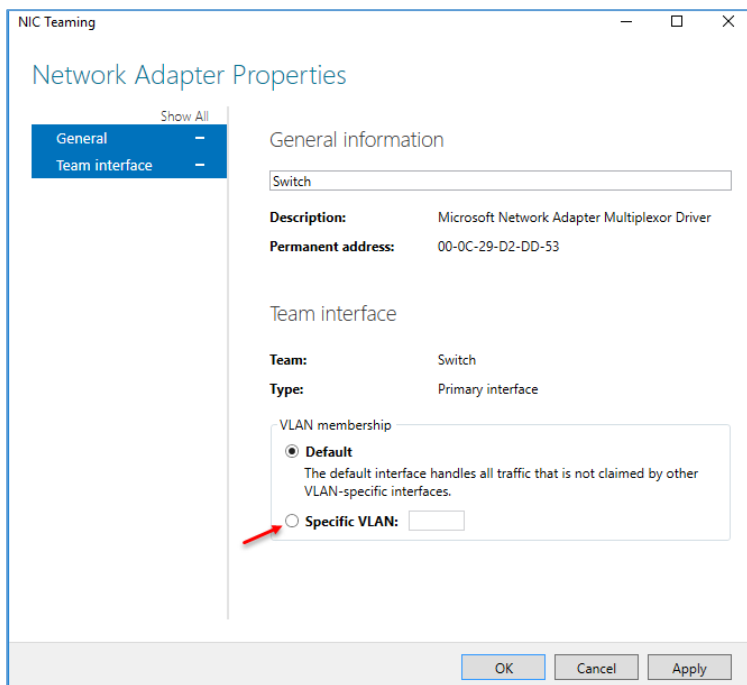 NIC Teaming
Network Adapter Properties
Show All
General
Team interface
General information
Switch
Description: Microsoft Network Adapter Multiplexor Driver
Permanent address: 00-0C-29-D2-DD-53
Team interface
Team: Switch
Type: Primary interface
VLAN membership
Default
The default interface handles all traffic that is not claimed by other
VLAN-specific interfaces.
Specific VLAN:
OK Cancel Apply